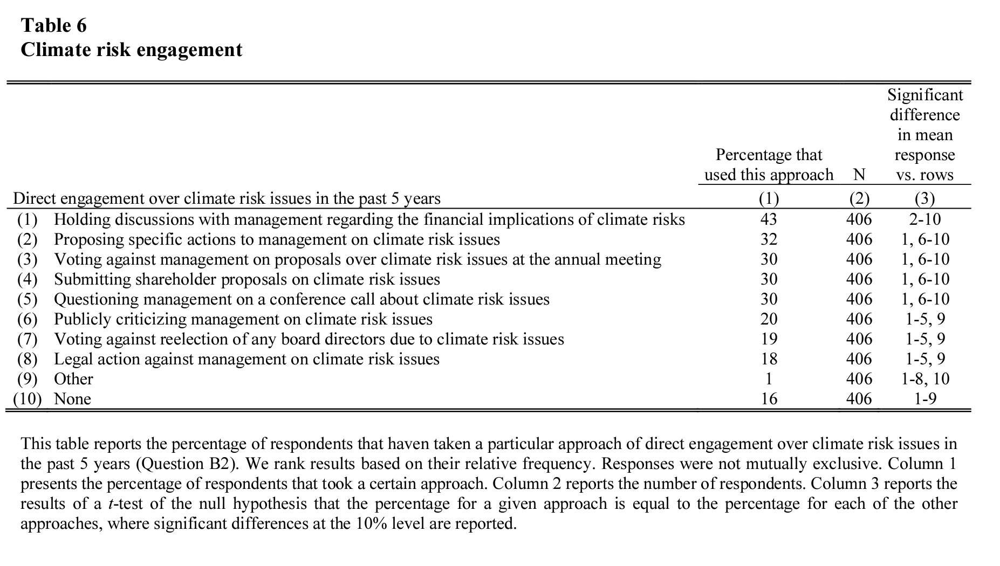 Table 6
Climate risk engagement
Significant
difference
in mean
Percentage that response
used this approach N vs. rows
Direct engagement over climate risk issues in the past 5 years (1) (2) (3)
(1) Holding discussions with management regarding the financial implications of climate risks 43 406 2-10
(2) Proposing specific actions to management on climate risk issues 32 406 1, 6-10
(3) Voting against management on proposals over climate risk issues at the annual meeting 30 406 1, 6-10
(4) Submitting shareholder proposals on climate risk issues 30 406 1, 6-10
(5) Questioning management on a conference call about climate risk issues 30 406 1, 6-10
(6) Publicly criticizing management on climate risk issues 20 406 1-5, 9
(7) Voting against reelection of any board directors due to climate risk issues 19 406 1-5, 9
(8) Legal action against management on climate risk issues 18 406 1-5, 9
(9) Other 1 406 1-8, 10
(10) None 16 406 1-9
This table reports the percentage of respondents that haven taken a particular approach of direct engagement over climate risk issues in
the past 5 years (Question B2). We rank results based on their relative frequency. Responses were not mutually exclusive. Column 1
presents the percentage of respondents that took a certain approach. Column 2 reports the number of respondents. Column 3 reports the
results of a t-test of the null hypothesis that the percentage for a given approach is equal to the percentage for each of the other
approaches, where significant differences at the 10% level are reported.